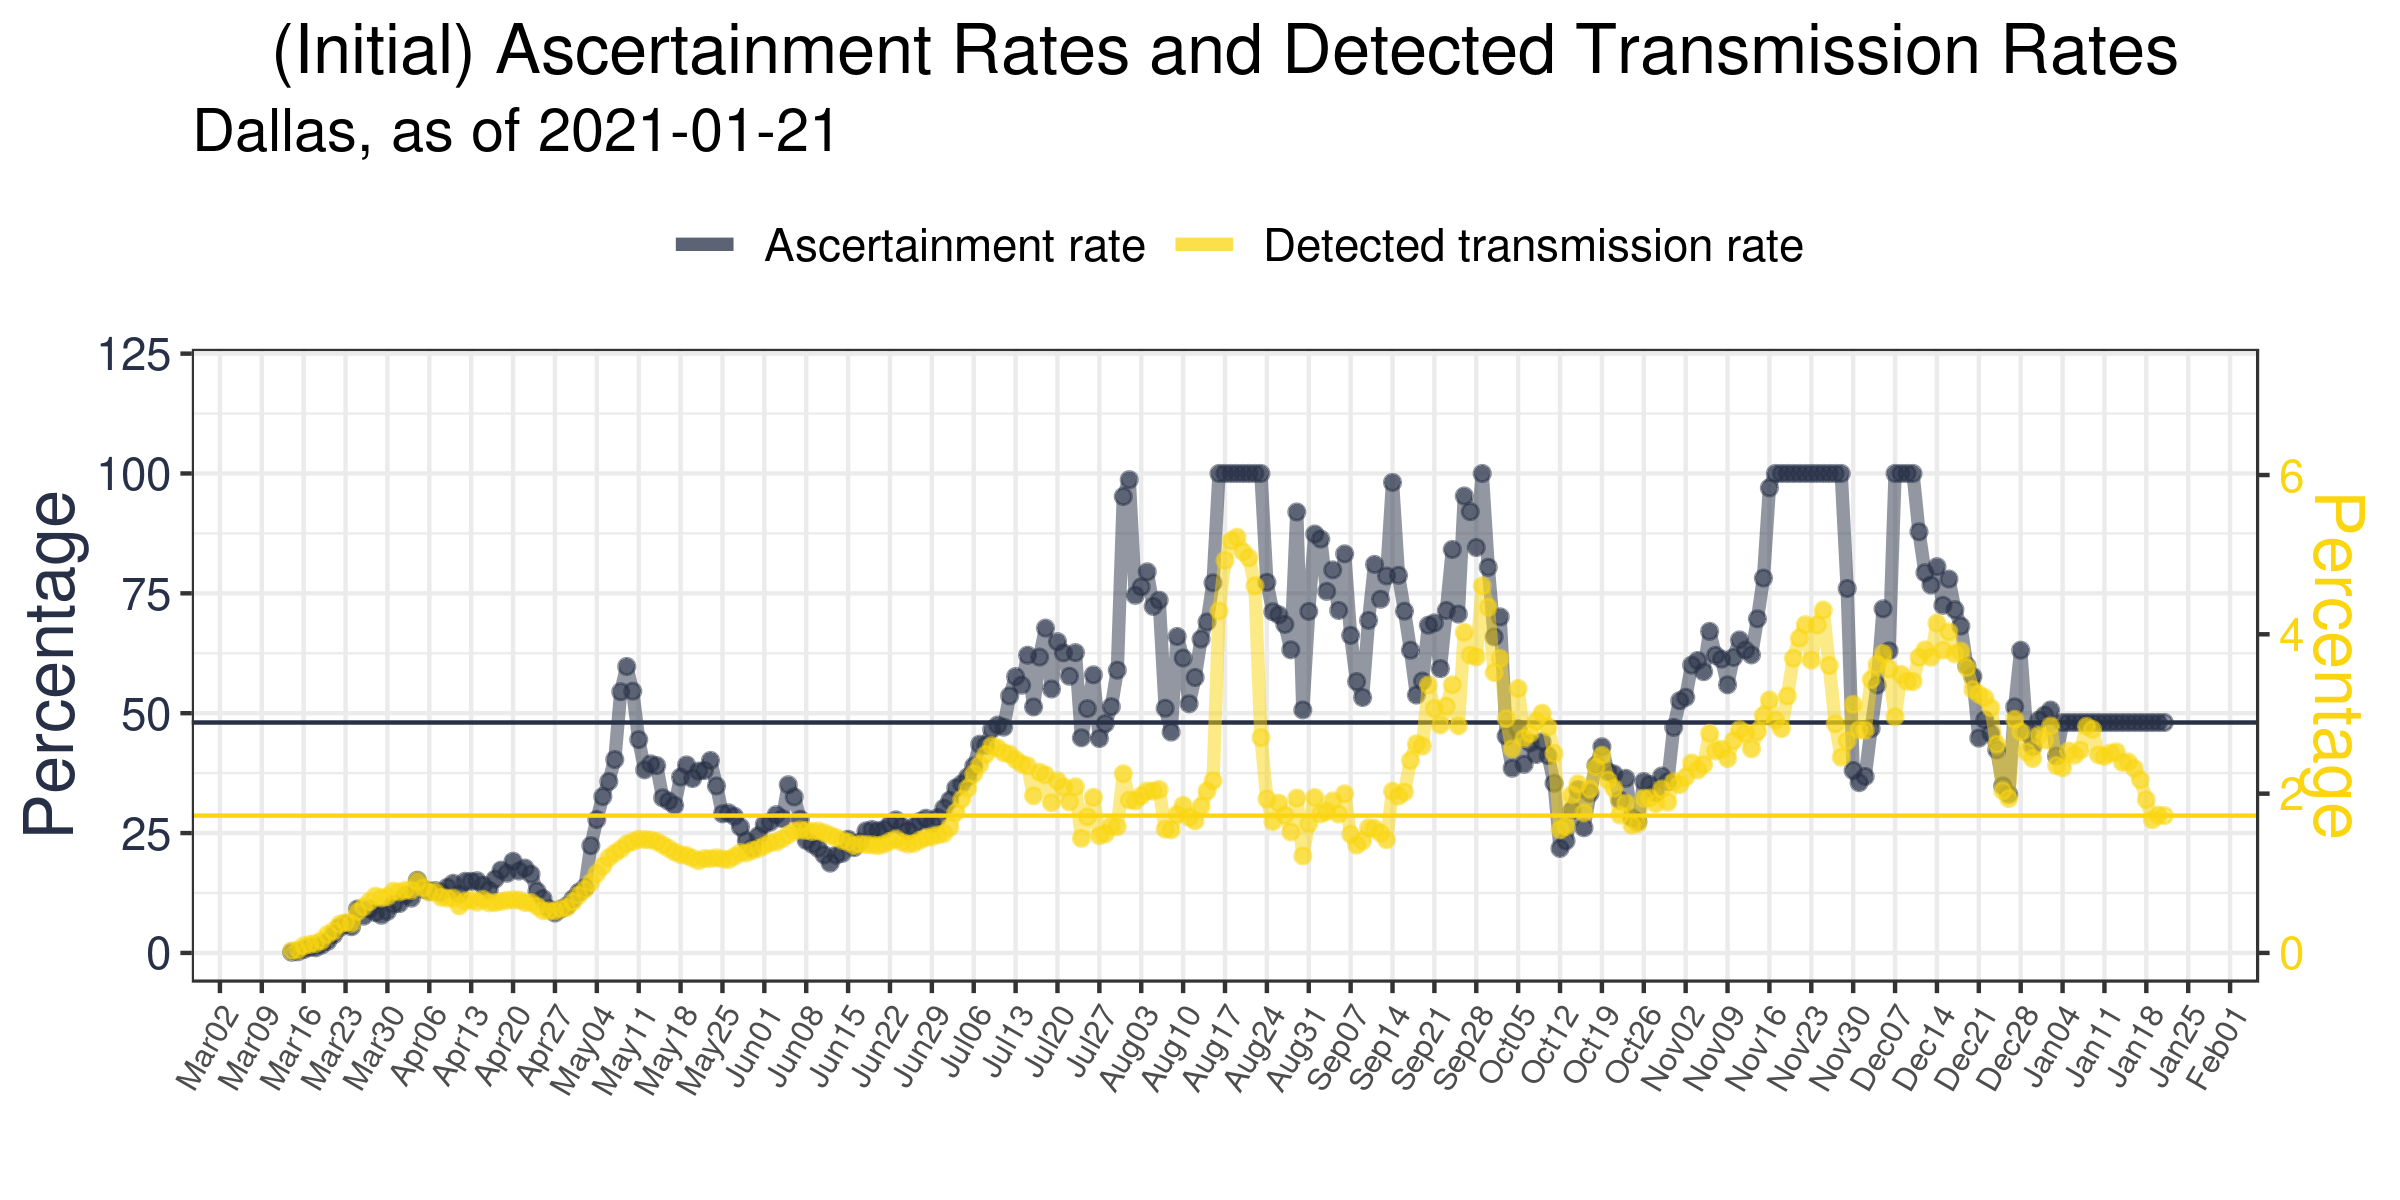 (Initial) Ascertainment Rates and Detected Transmission Rates
Dallas, as of 2021-01-21
Ascertainment rate Detected transmission rate
Percentage
125
100
75
50
25
0
6
4
2
0
Percentage
Mar02 Mar09 Mar16 Mar23 Mar30 Apr06 Apr13 Apr20 Apr27 May04 May11 May18 May25 Jun01 Jun08 Jun15 Jun22 Jun29 Jul06 Jul13 Jul20 Jul27 Aug03 Aug10 Aug17 Aug24 Aug31 Sep07 Sep14 Sep21 Sep28 Oct05 Oct12 Oct19 Oct26 Nov02 Nov09 Nov16 Nov23 Nov30 Dec07 Dec14 Dec21 Dec28 Jan04 Jan11 Jan18 Jan25 Feb01